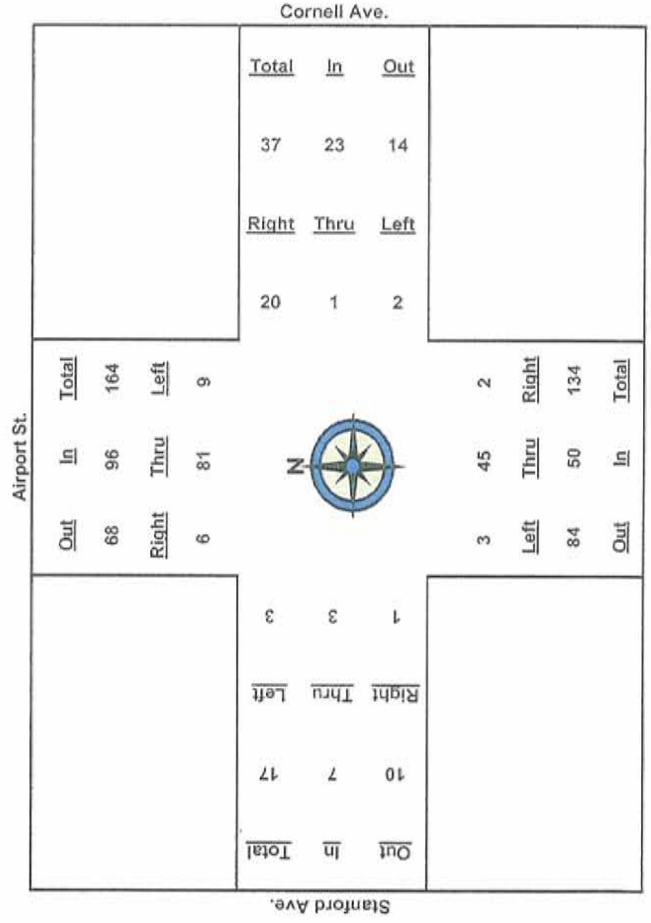 Cornell Ave.
Total In Out
37 23 14
Right Thru Left
20 1 2
Airport St.
Out In Total
68 96 164
Right Thru Left
6 81 9
N
3 45 2
Left Thru Right
84 50 134
Out In Total
Stanford Ave.
Out In Total
10 7 17
Right Thru Left
1 3 3